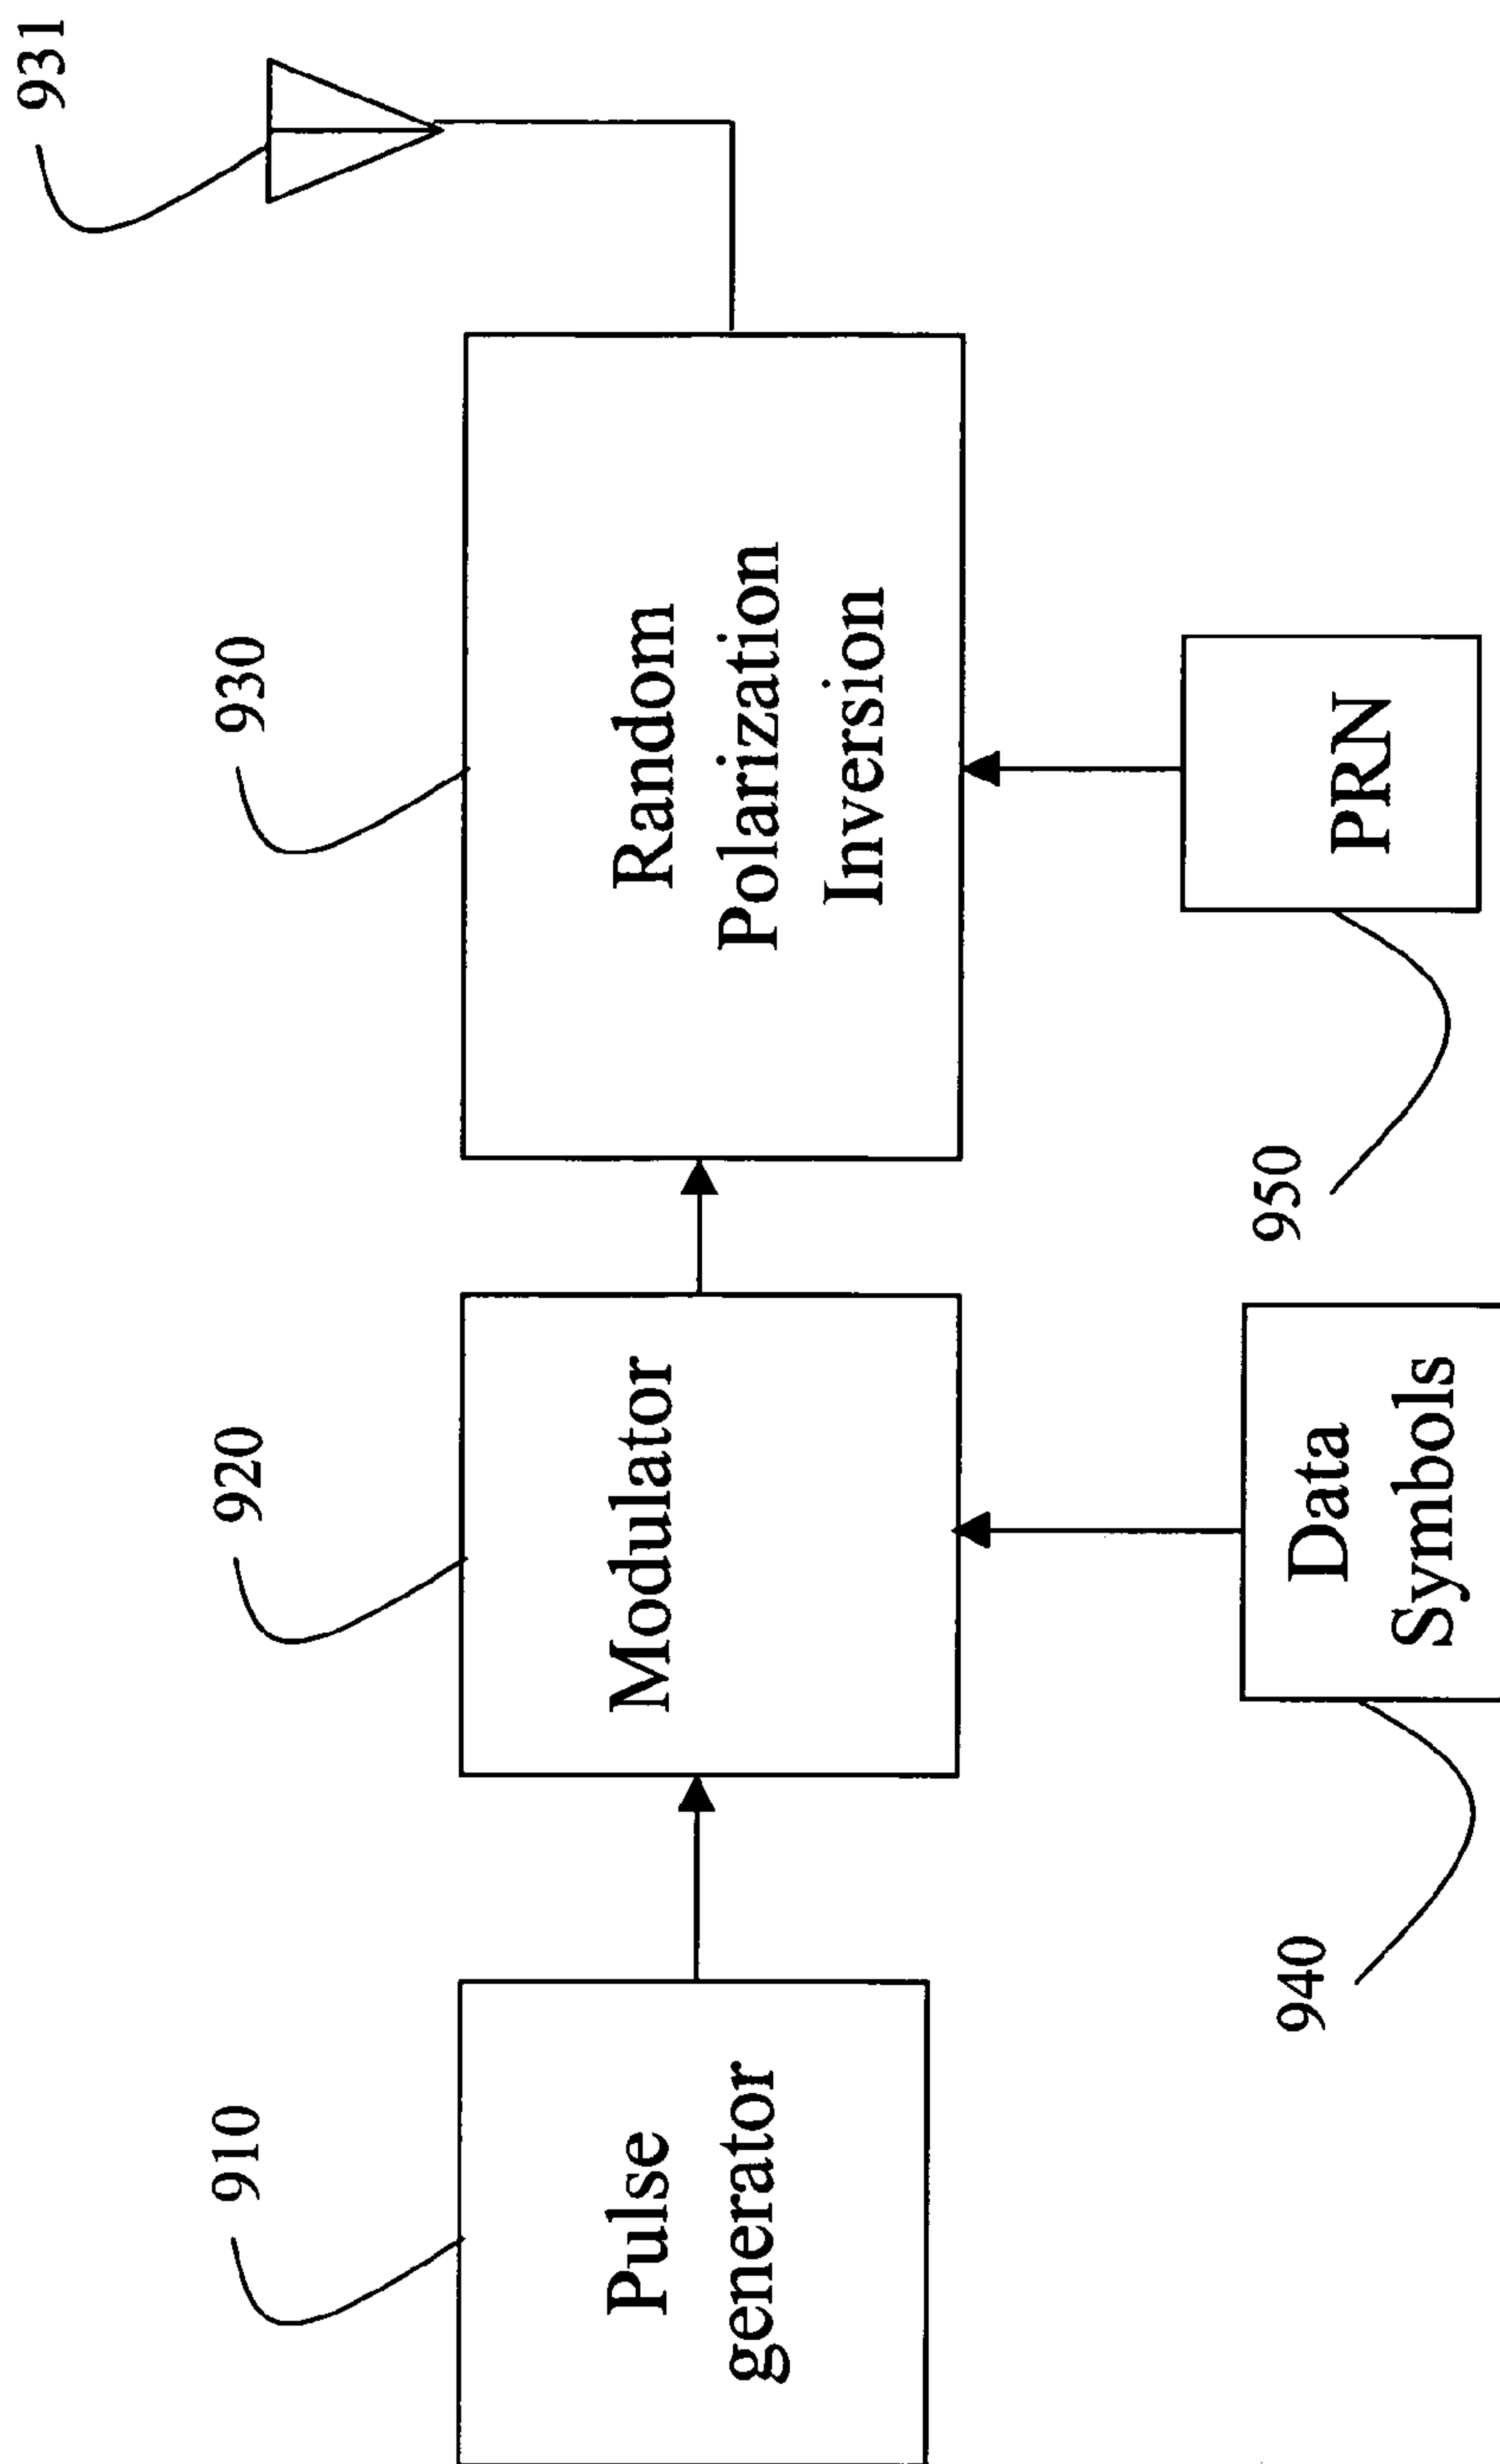 931
930
920
910
Random
Polarization
Inversion
Modulator
Pulse
generator
PRN
950
Data
Symbols
940